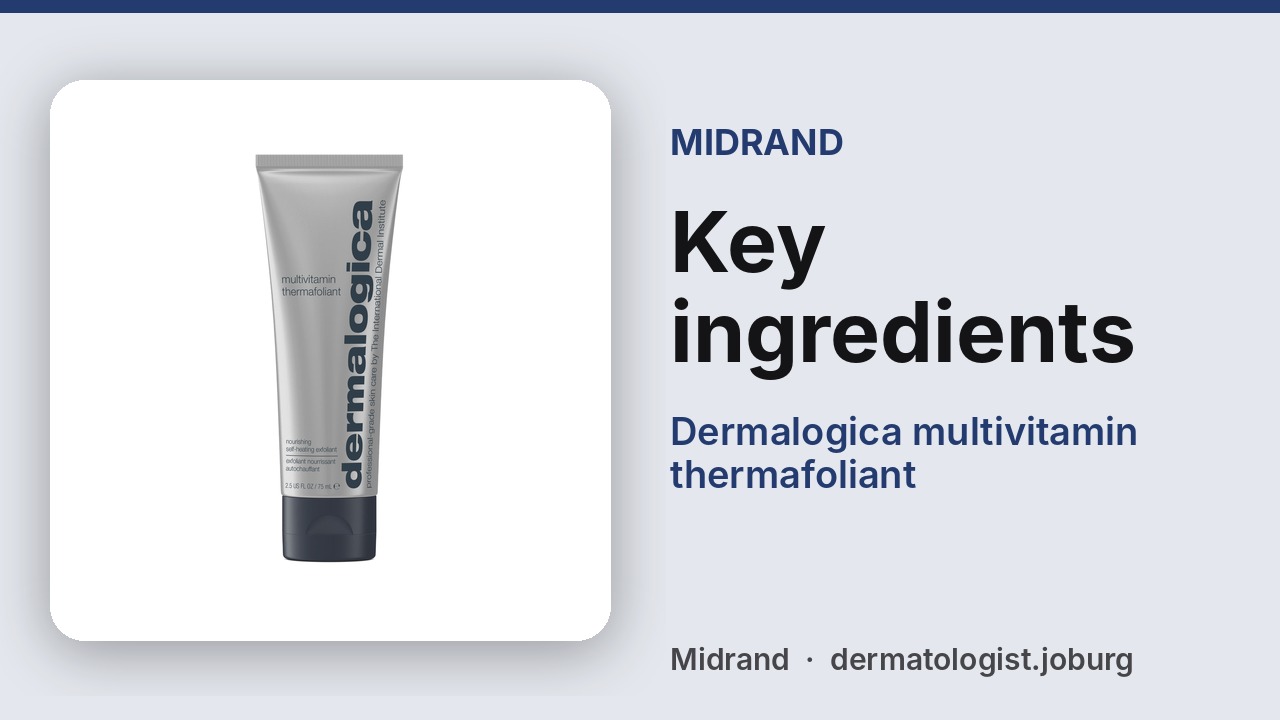 multivitamin
thermafoliant
dermalogica
professional-grade skin care by The International Dermal Institute
nourishing
self-heating exfoliant
exfoliant nourrissant
autochauffant
2.5 US FL OZ / 75 mL ℮
MIDRAND
Key
ingredients
Dermalogica multivitamin
thermafoliant
Midrand · dermatologist.joburg